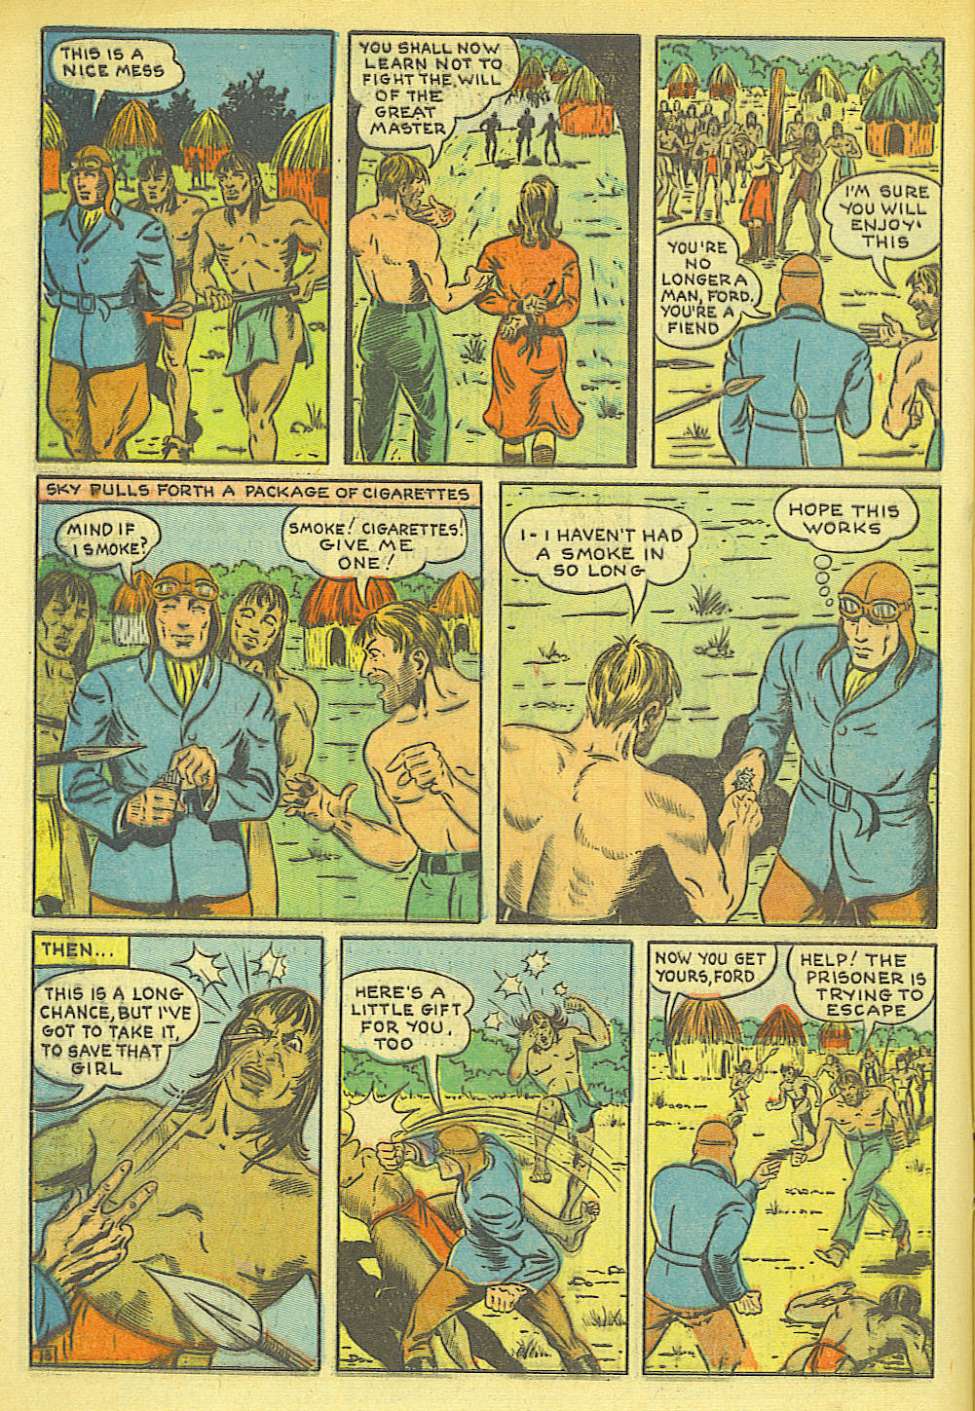 THIS IS A
NICE MESS
YOU SHALL NOW
LEARN NOT TO
FIGHT THE WILL
OF THE
GREAT
MASTER
YOU'RE
NO
LONGER A
MAN, FORD.
YOU'RE A
FIEND
I'M SURE
YOU WILL
ENJOY
THIS
SKY PULLS FORTH A PACKAGE OF CIGARETTES
MIND IF
I SMOKE?
SMOKE! CIGARETTES!
GIVE ME
ONE!
I-I HAVEN'T HAD
A SMOKE IN
SO LONG
HOPE THIS
WORKS
THEN...
THIS IS A LONG
CHANCE, BUT I'VE
GOT TO TAKE IT,
TO SAVE THAT
GIRL
HERE'S A
LITTLE GIFT
FOR YOU,
TOO
NOW YOU GET
YOURS, FORD
HELP! THE
PRISONER IS
TRYING TO
ESCAPE